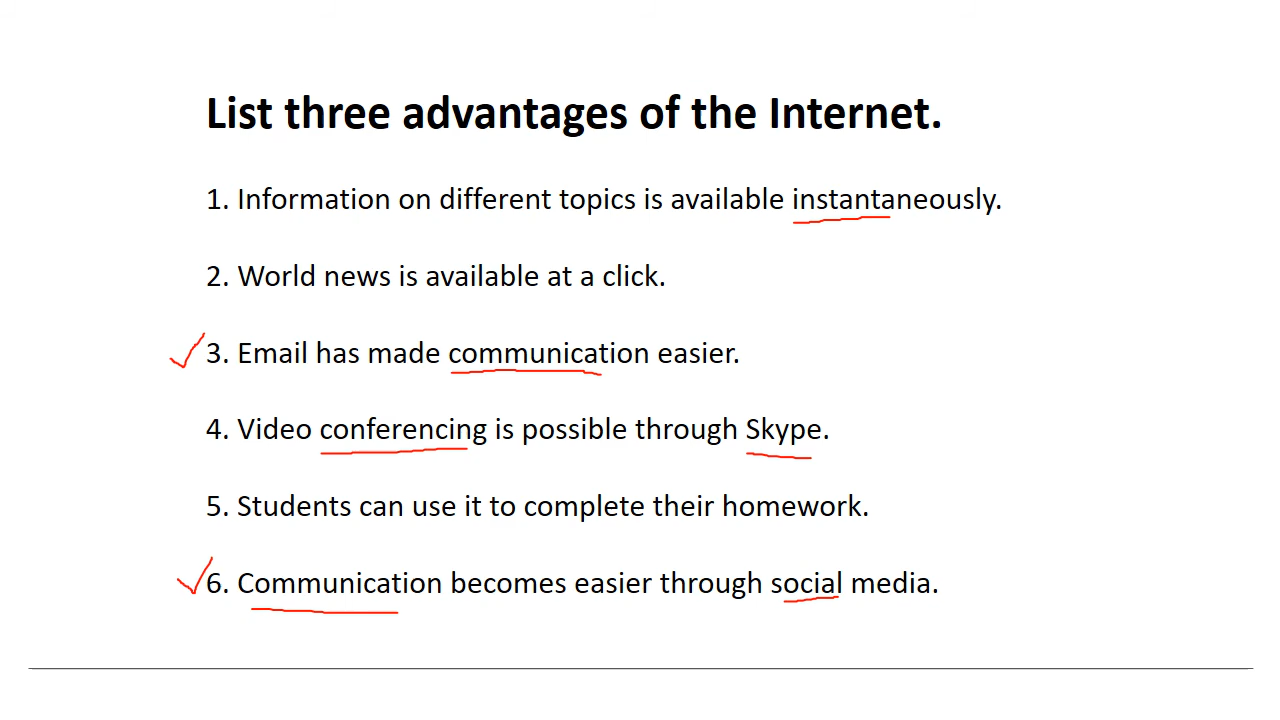 List three advantages of the Internet.
1. Information on different topics is available instantaneously.
2. World news is available at a click.
3. Email has made communication easier.
4. Video conferencing is possible through Skype.
5. Students can use it to complete their homework.
6. Communication becomes easier through social media.